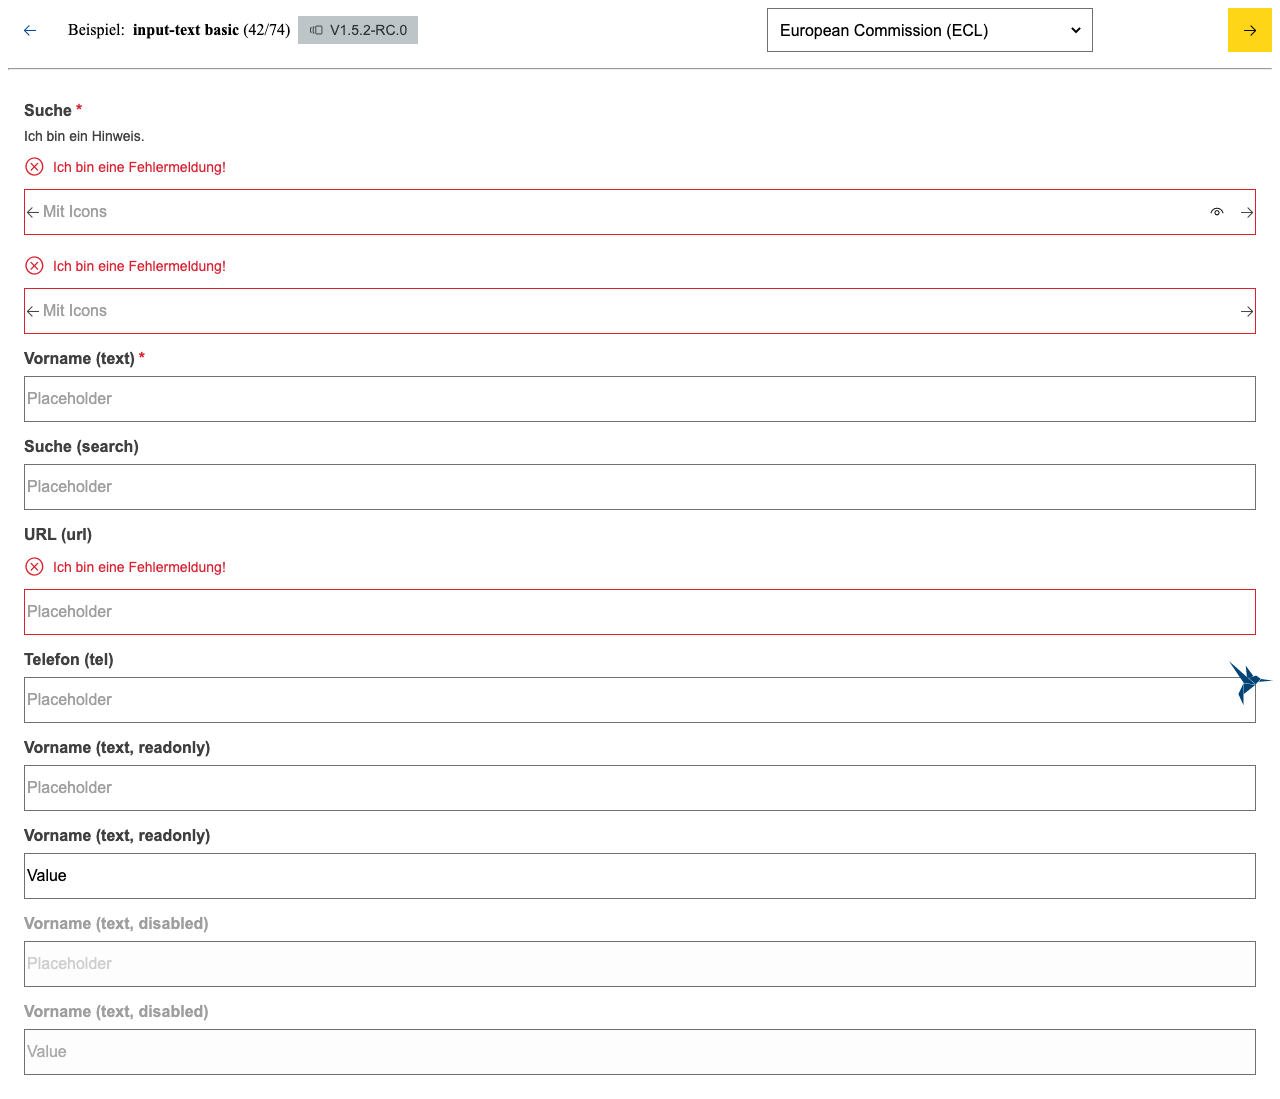 Beispiel: input-text basic (42/74) V1.5.2-RC.0 European Commission (ECL)
Suche *
Ich bin ein Hinweis.
Ich bin eine Fehlermeldung!
Mit Icons
Ich bin eine Fehlermeldung!
Mit Icons
Vorname (text) *
Placeholder
Suche (search)
Placeholder
URL (url)
Ich bin eine Fehlermeldung!
Placeholder
Telefon (tel)
Placeholder
Vorname (text, readonly)
Placeholder
Vorname (text, readonly)
Value
Vorname (text, disabled)
Placeholder
Vorname (text, disabled)
Value